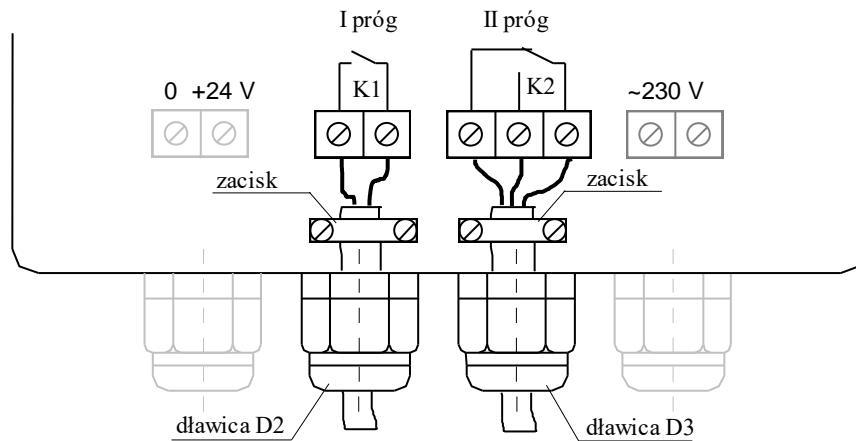 I próg
II próg
K1
K2
0 +24 V
~230 V
zacisk
zacisk
dławica D2
dławica D3